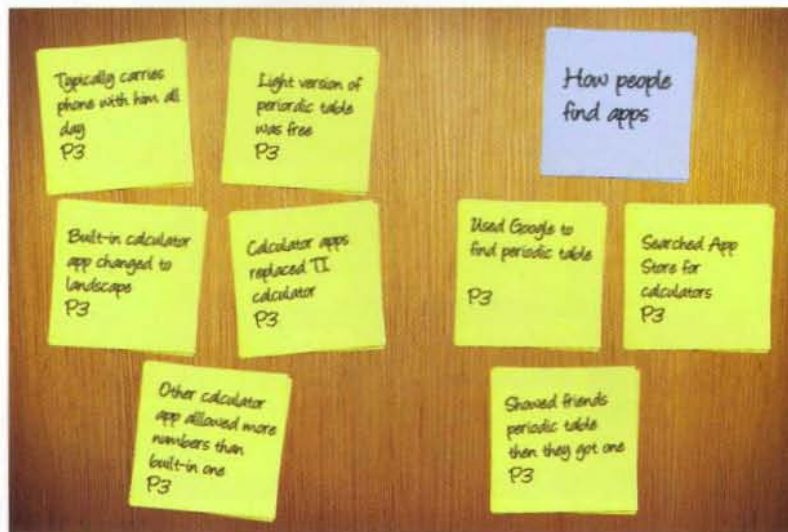 Typically carries
phone with him all
day
P3
Light version of
periordic table
was free
P3
Built-in calculator
app changed to
landscape
P3
Calculator apps
replaced TI
calculator
P3
Other calculator
app allowed more
numbers than
built-in one
P3
How people
find apps
Used Google to
find periodic table
P3
Searched App
Store for
calculators
P3
Showed friends
periodic table
then they got one
P3